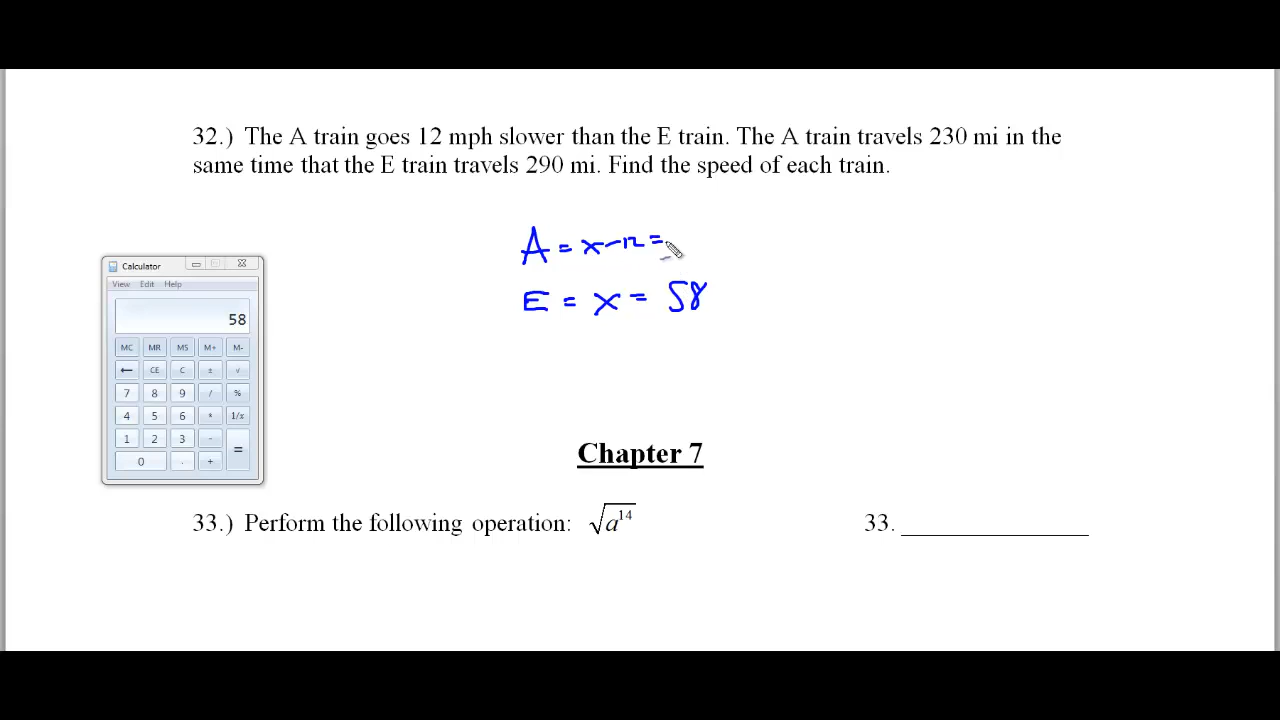 32.) The A train goes 12 mph slower than the E train. The A train travels 230 mi in the
same time that the E train travels 290 mi. Find the speed of each train.
A = x-12 =
E = x = 58
Calculator
View Edit Help
58
MC MR MS M+ M-
← CE C ± √
7 8 9 / %
4 5 6 * 1/x
1 2 3 - =
0 . +
Chapter 7
33.) Perform the following operation: √a¹⁴ 33. ________________